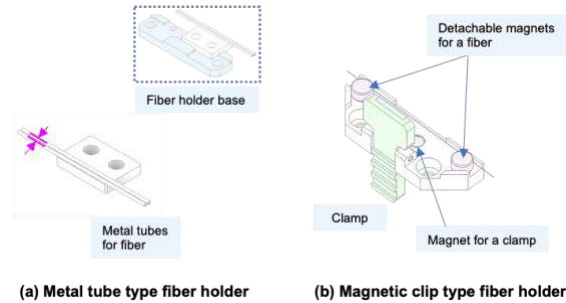 Fiber holder base
Metal tubes
for fiber
(a) Metal tube type fiber holder
Detachable magnets
for a fiber
Clamp
Magnet for a clamp
(b) Magnetic clip type fiber holder